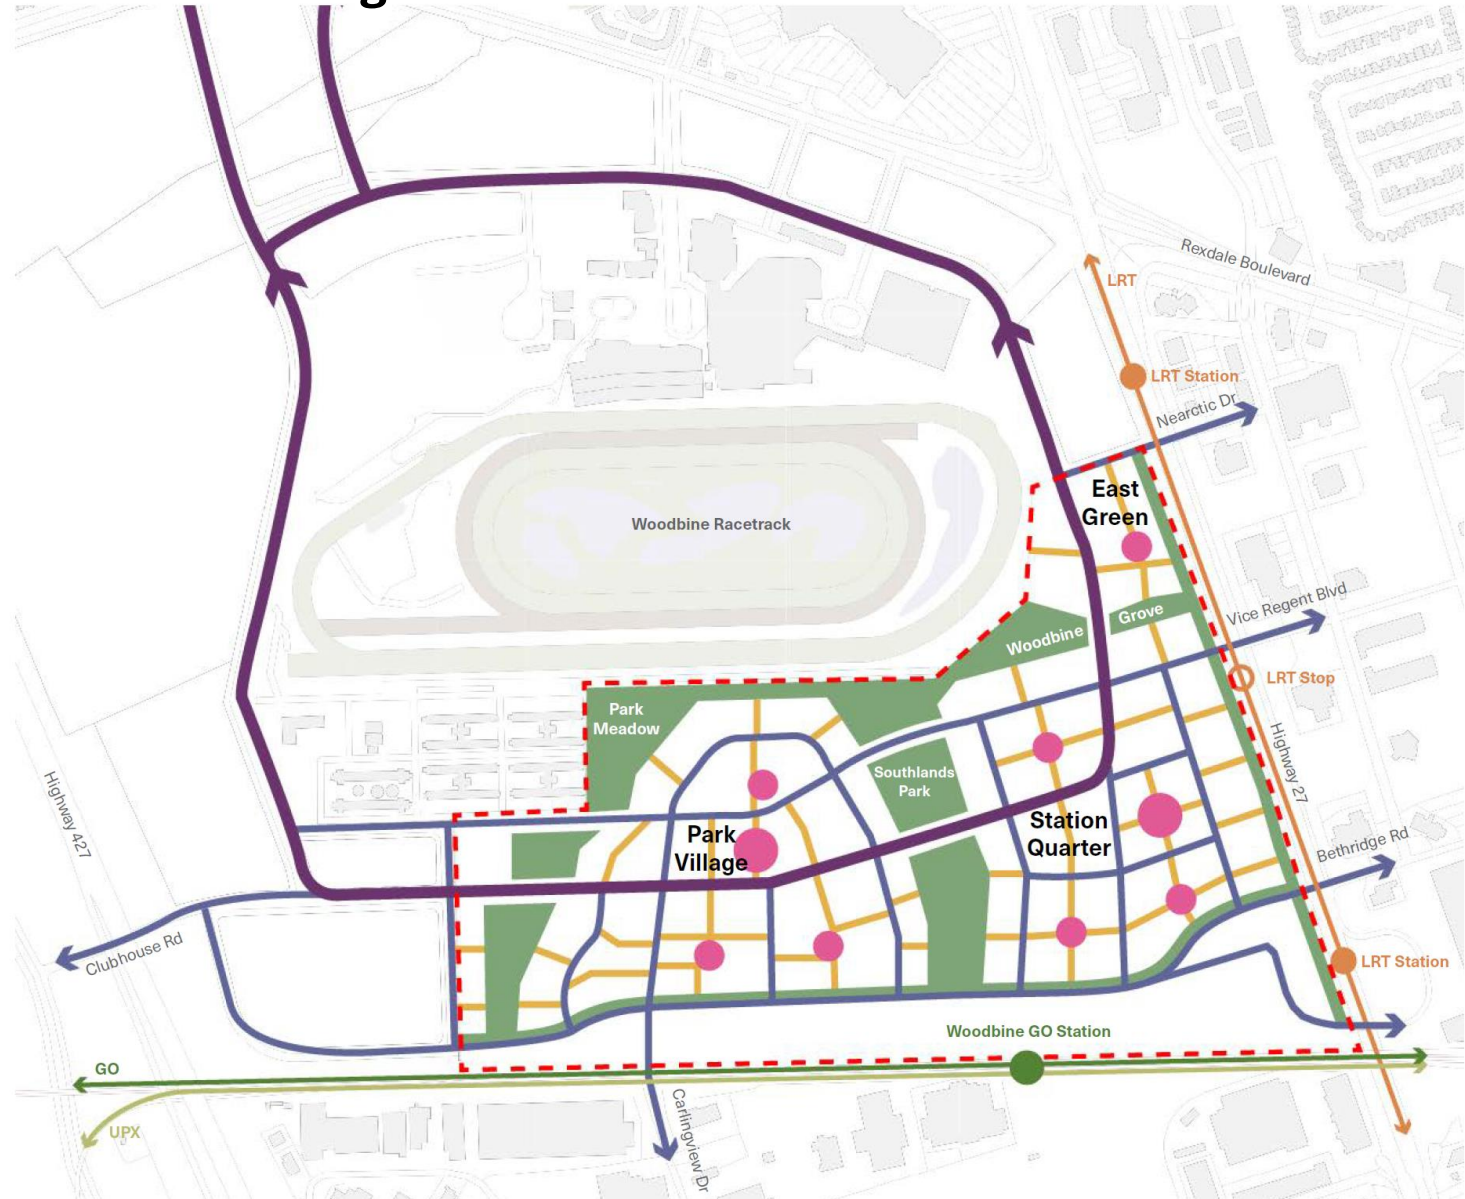 Rexdale Boulevard
LRT
LRT Station
Nearctic Dr
East
Green
Woodbine Racetrack
Vice Regent Blvd
Grove
Woodbine
LRT Stop
Park
Meadow
Highway 27
Southlands
Park
Highway 427
Park
Village
Station
Quarter
Bethridge Rd
Clubhouse Rd
LRT Station
Woodbine GO Station
GO
UPX
Carlingview Dr